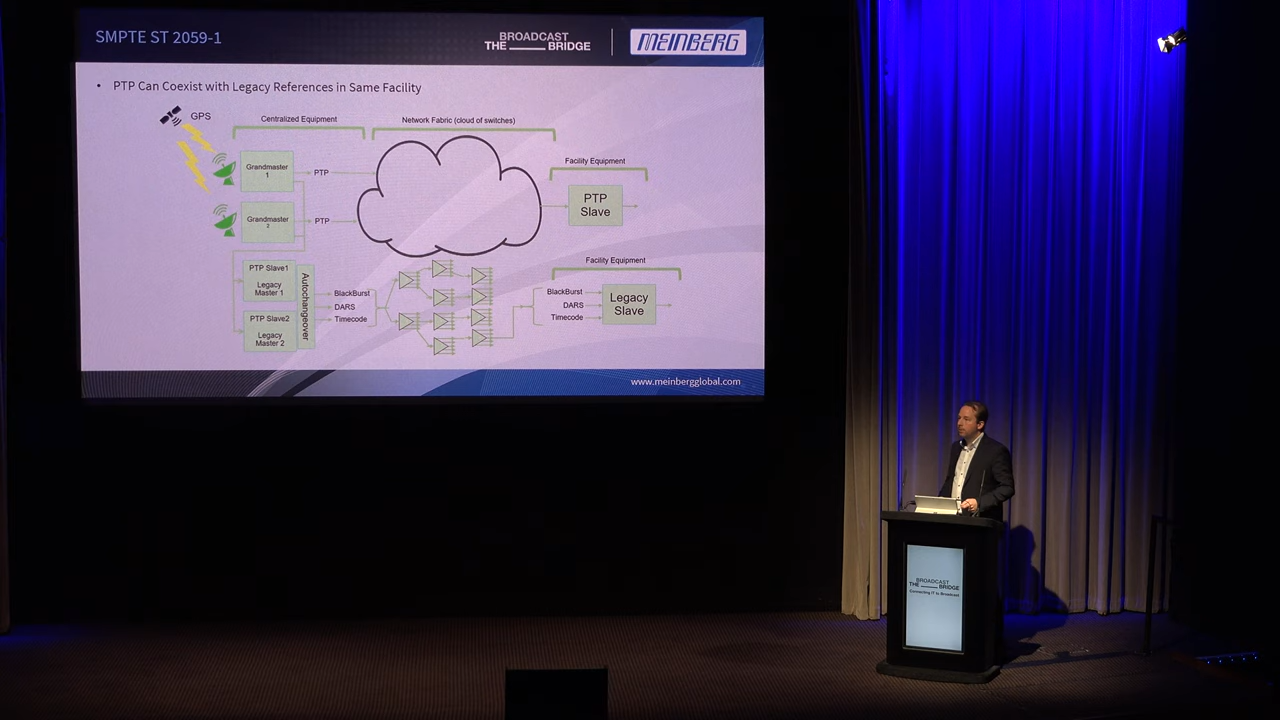 SMPTE ST 2059-1
BROADCAST
THE ____ BRIDGE
MEINBERG
• PTP Can Coexist with Legacy References in Same Facility
GPS
Centralized Equipment
Network Fabric (cloud of switches)
Grandmaster
1
PTP
Facility Equipment
PTP
Slave
Grandmaster
2
PTP
Facility Equipment
PTP Slave1
Legacy
Master 1
PTP Slave2
Legacy
Master 2
Autochangeover
BlackBurst
DARS
Timecode
BlackBurst
DARS
Timecode
Legacy
Slave
www.meinbergglobal.com
BROADCAST
THE ____ BRIDGE
Connecting IT to Broadcast